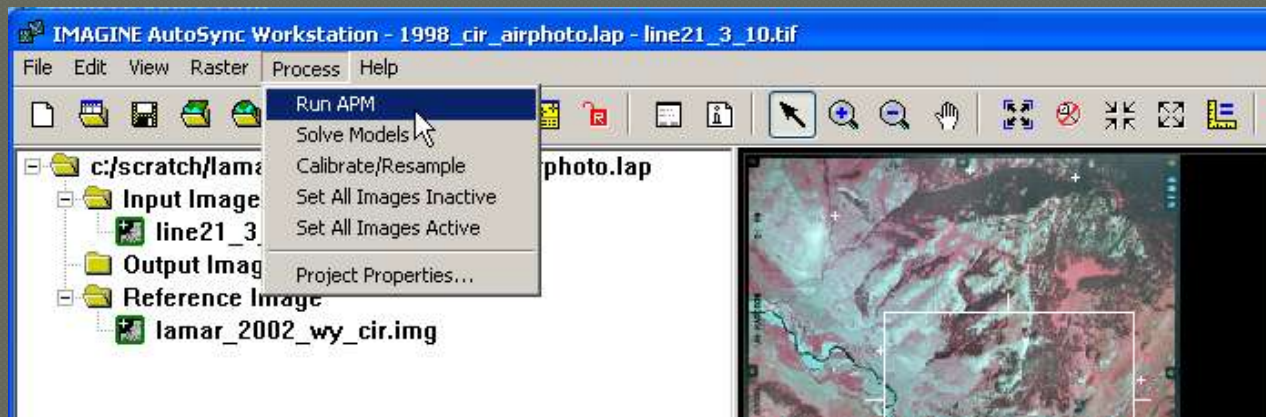 IMAGINE AutoSync Workstation - 1998_cir_airphoto.lap - line21_3_10.tif
File Edit View Raster Process Help
Run APM
Solve Models
Calibrate/Resample
Set All Images Inactive
Set All Images Active
Project Properties...
c:/scratch/lama photo.lap
Input Image
line21_3_
Output Imag
Reference Image
lamar_2002_wy_cir.img